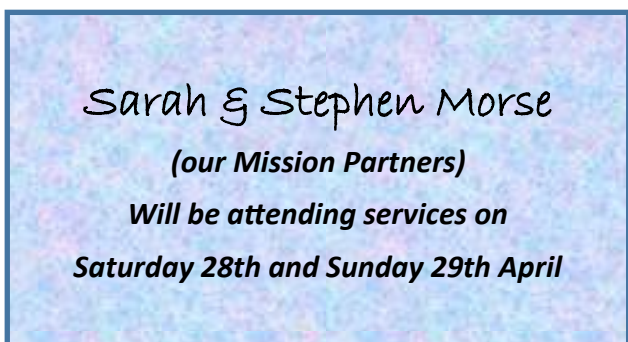 Sarah & Stephen Morse
(our Mission Partners)
Will be attending services on
Saturday 28th and Sunday 29th April